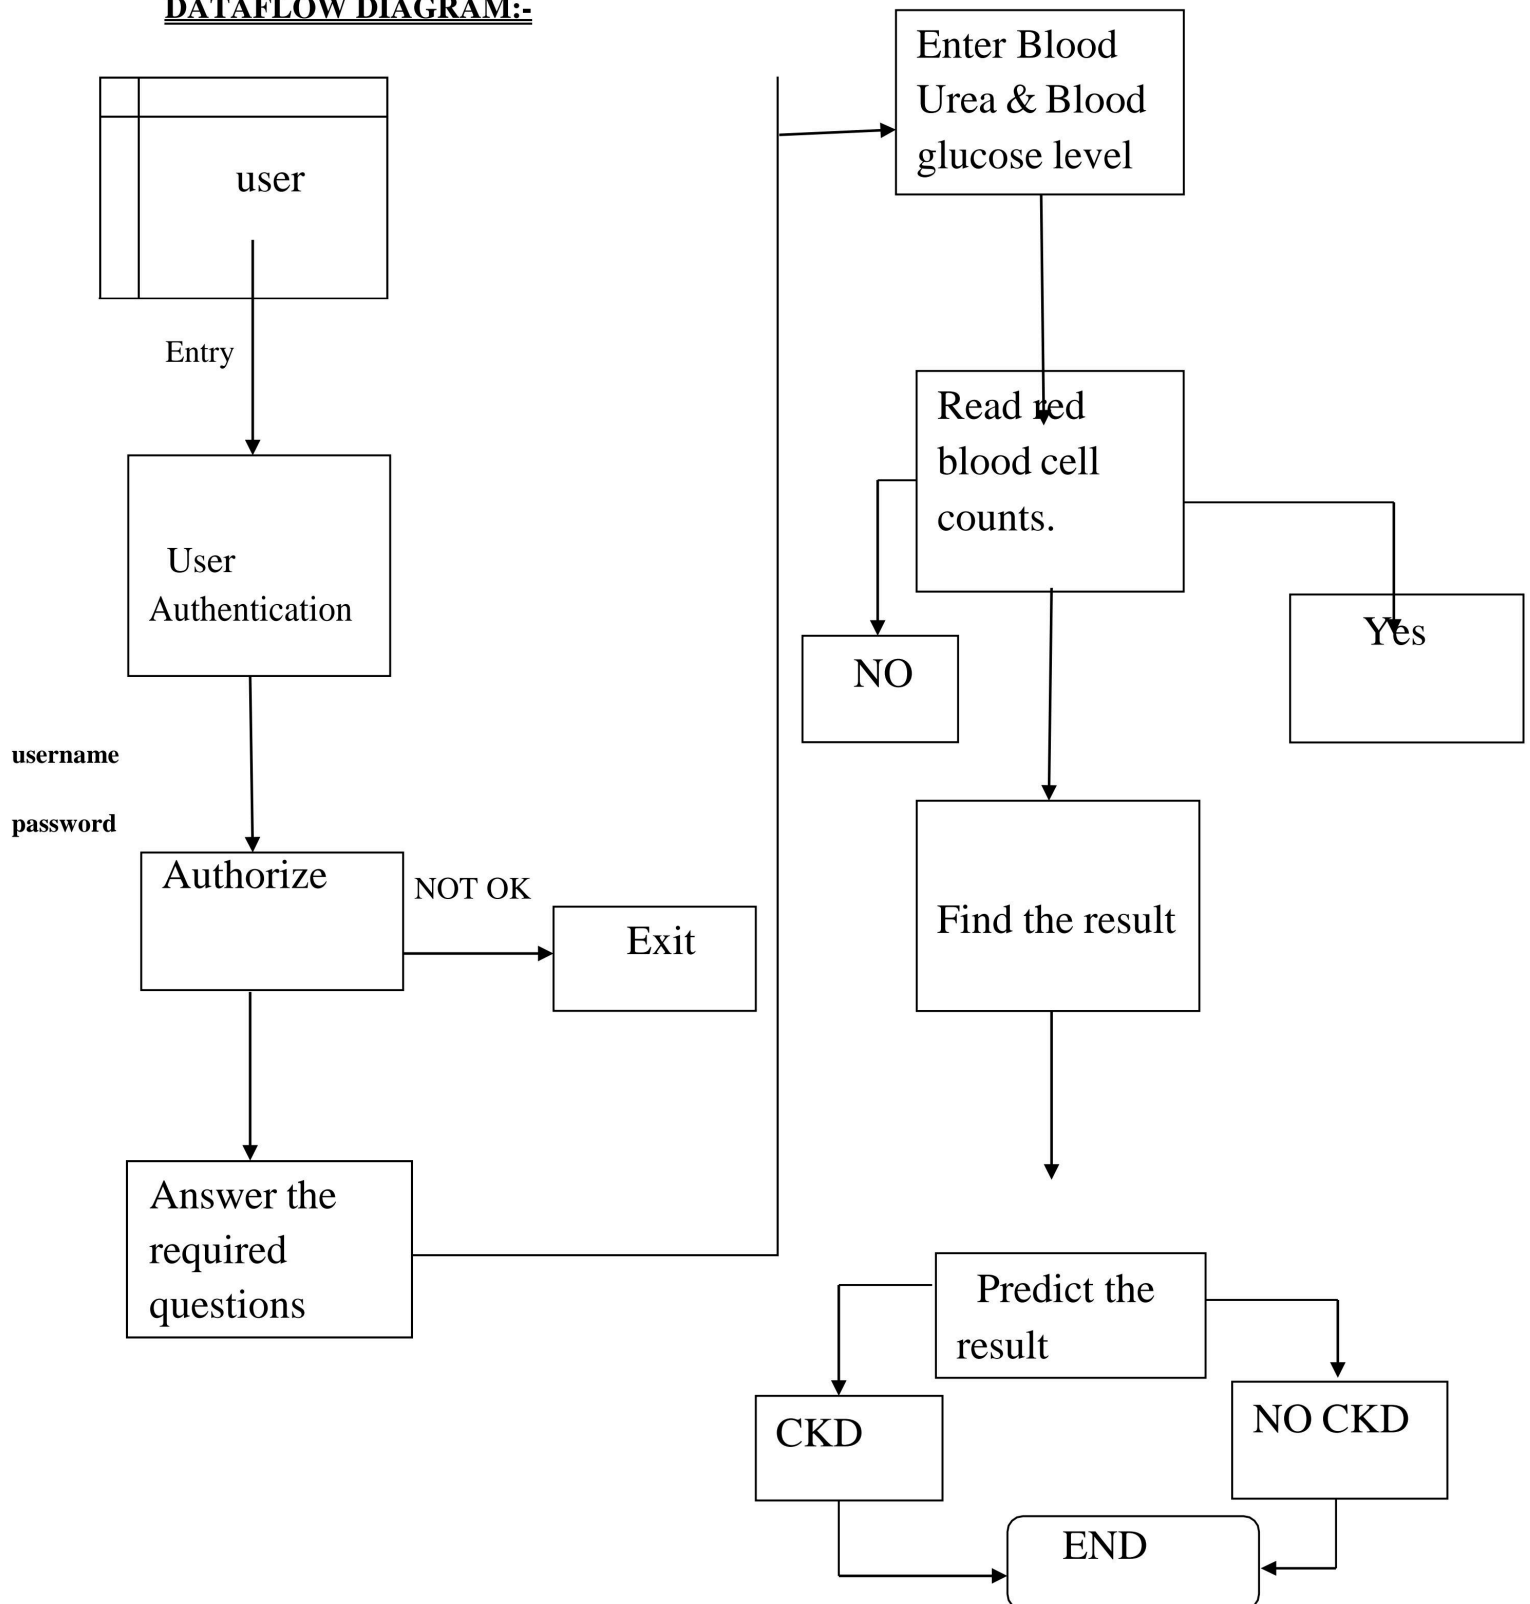 DATAFLOW DIAGRAM:-
user
Entry
User
Authentication
username
password
Authorize
NOT OK
Exit
Answer the
required
questions
Enter Blood
Urea & Blood
glucose level
Read red
blood cell
counts.
NO
Yes
Find the result
Predict the
result
CKD
NO CKD
END